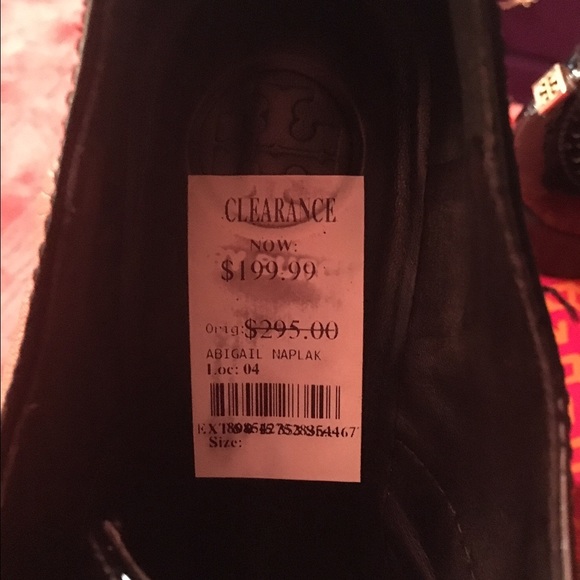 CLEARANCE
NOW:
$199.99
Orig: $295.00
ABIGAIL NAPLAK
Loc: 04
Size: